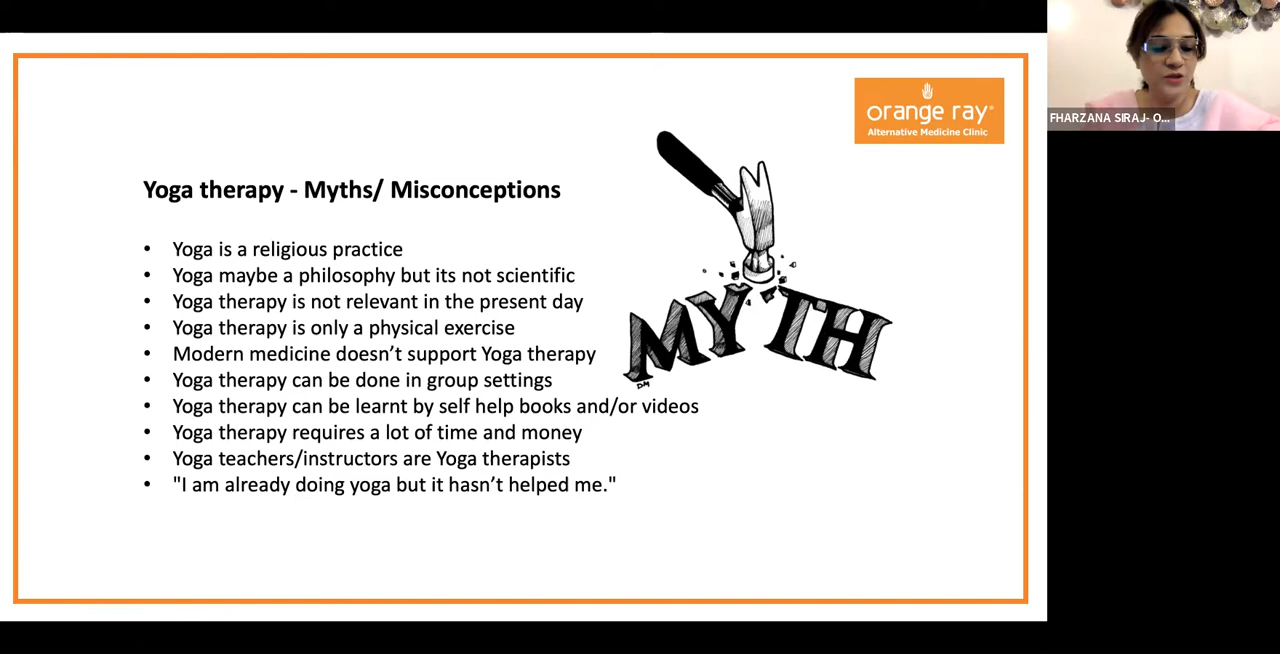 orange ray®
Alternative Medicine Clinic
FHARZANA SIRAJ- O...
Yoga therapy - Myths/ Misconceptions
• Yoga is a religious practice
• Yoga maybe a philosophy but its not scientific
• Yoga therapy is not relevant in the present day
• Yoga therapy is only a physical exercise
• Modern medicine doesn’t support Yoga therapy
• Yoga therapy can be done in group settings
• Yoga therapy can be learnt by self help books and/or videos
• Yoga therapy requires a lot of time and money
• Yoga teachers/instructors are Yoga therapists
• "I am already doing yoga but it hasn’t helped me."
MYTH